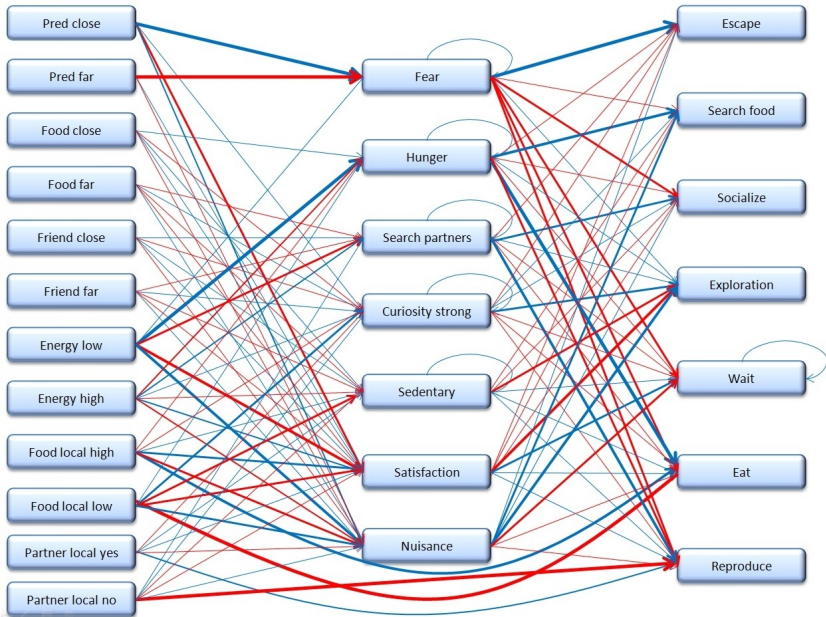 Pred close
Pred far
Food close
Food far
Friend close
Friend far
Energy low
Energy high
Food local high
Food local low
Partner local yes
Partner local no
Fear
Hunger
Search partners
Curiosity strong
Sedentary
Satisfaction
Nuisance
Escape
Search food
Socialize
Exploration
Wait
Eat
Reproduce